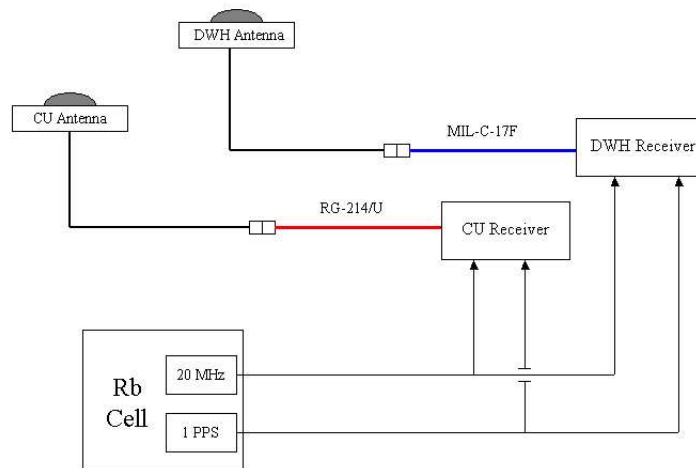 DWH Antenna
CU Antenna
MIL-C-17F
DWH Receiver
RG-214/U
CU Receiver
Rb
Cell
20 MHz
1 PPS